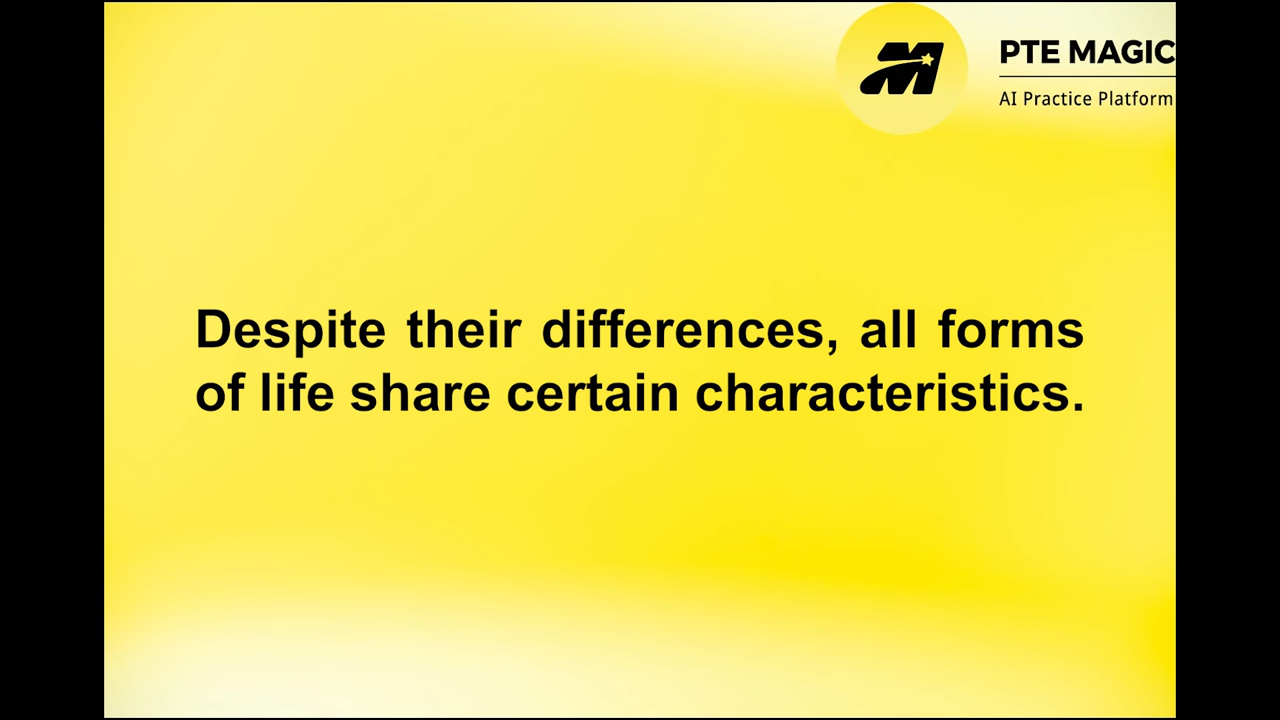 PTE MAGIC
AI Practice Platform
Despite their differences, all forms
of life share certain characteristics.